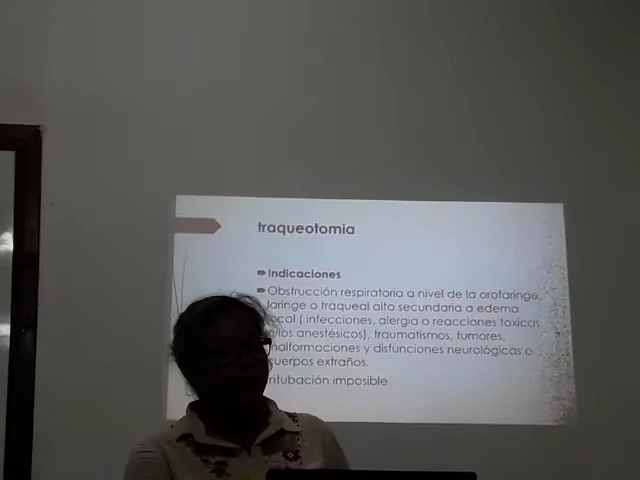 traqueotomia
Indicaciones
Obstrucción respiratoria a nivel de la orofaringe,
laringe o traqueal alta secundaria a edema
local ( infecciones, alergia o reacciones toxicas
a los anestésicos), traumatismos, tumores,
malformaciones y disfunciones neurológicas o
cuerpos extraños.
intubación imposible